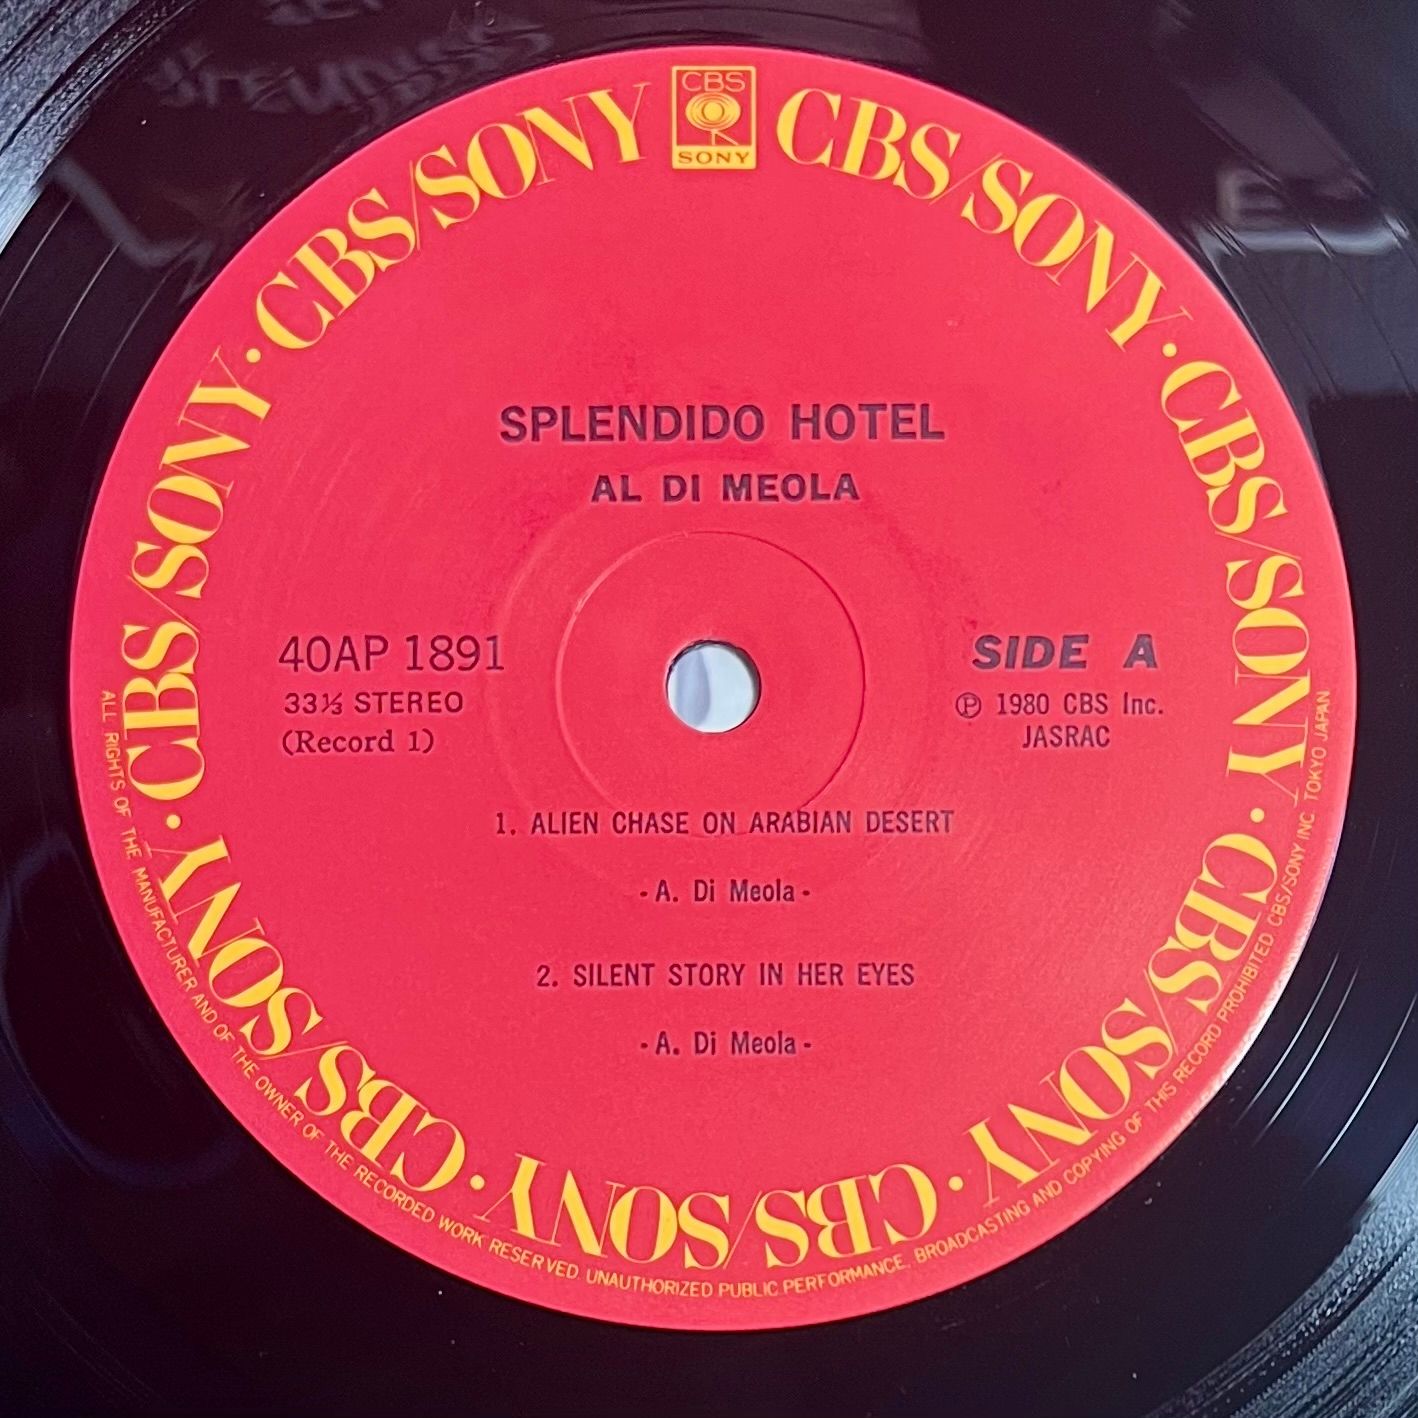 CBS
SONY
CBS/SONY · CBS/SONY · CBS/SONY · CBS/SONY · CBS/SONY · CBS/SONY · CBS/SONY
SPLENDIDO HOTEL
AL DI MEOLA
40AP 1891
33⅓ STEREO
(Record 1)
SIDE A
Ⓟ 1980 CBS Inc.
JASRAC
1. ALIEN CHASE ON ARABIAN DESERT
- A. Di Meola -
2. SILENT STORY IN HER EYES
- A. Di Meola -
ALL RIGHTS OF THE MANUFACTURER AND OF THE OWNER OF THE RECORDED WORK RESERVED. UNAUTHORIZED PUBLIC PERFORMANCE, BROADCASTING AND COPYING OF THIS RECORD PROHIBITED. CBS/SONY INC. TOKYO JAPAN